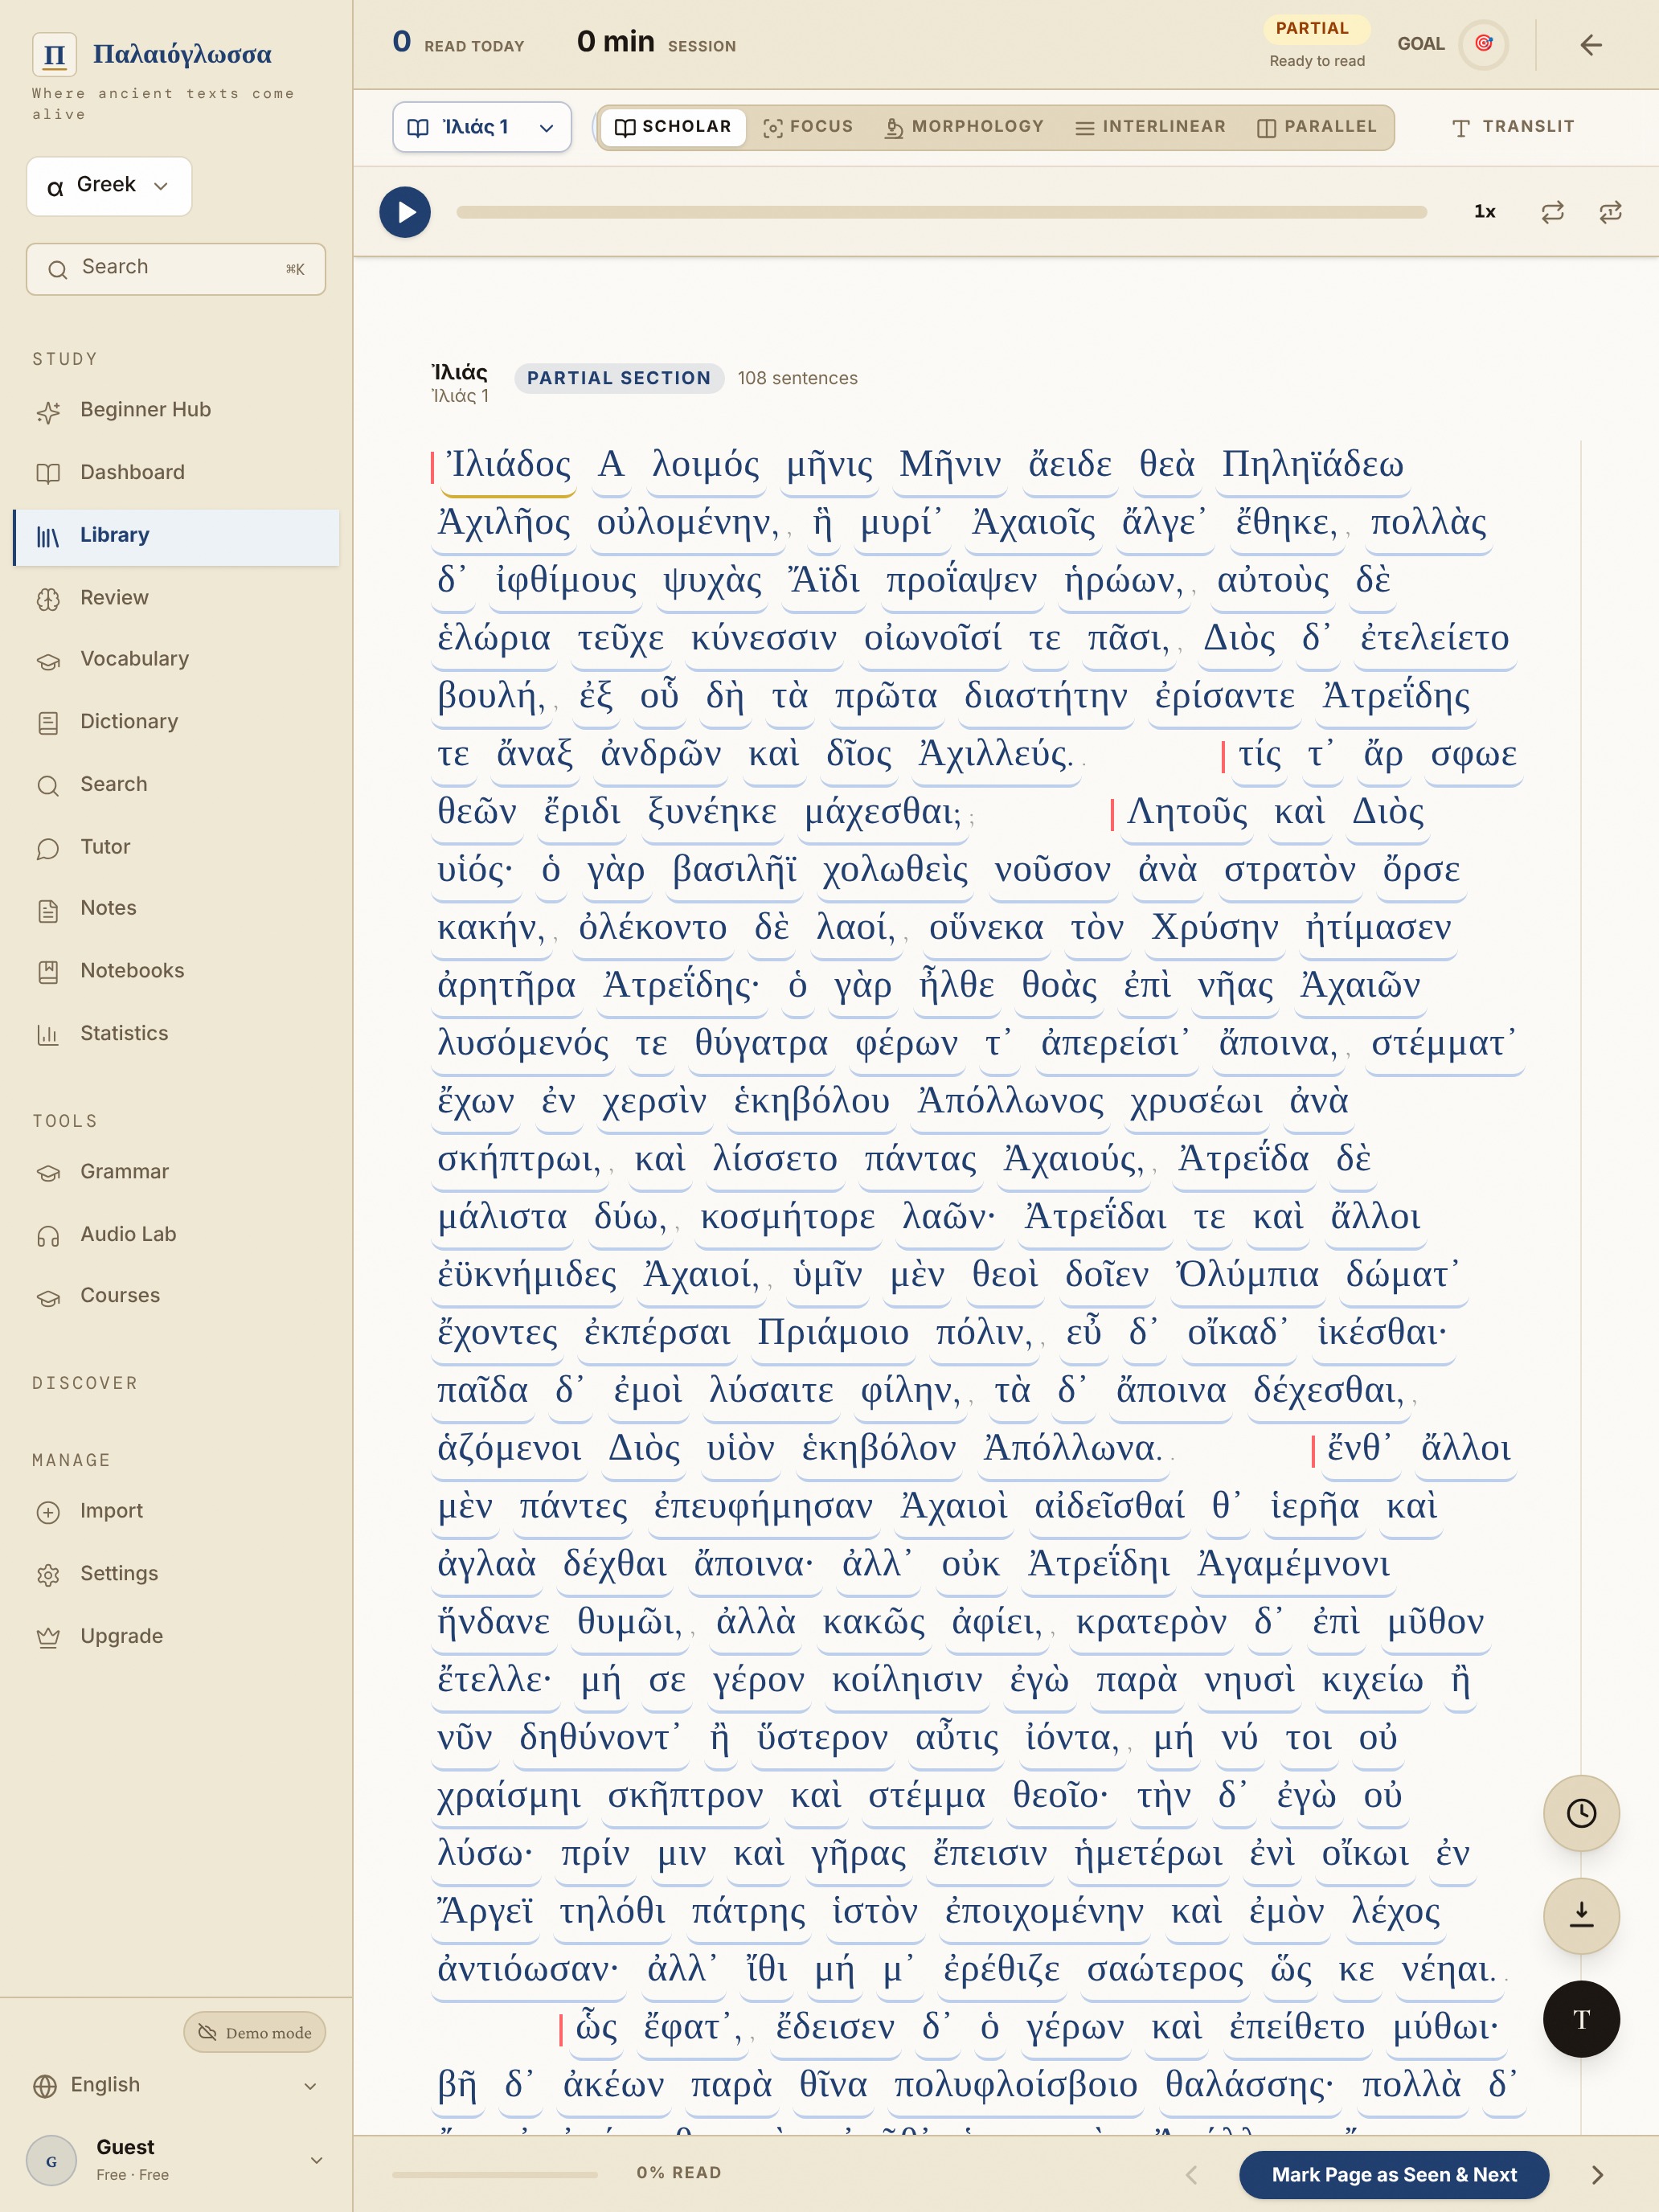 Π Παλαιόγλωσσα
Where ancient texts come
alive
α Greek
Search ⌘K
STUDY
Beginner Hub
Dashboard
Library
Review
Vocabulary
Dictionary
Search
Tutor
Notes
Notebooks
Statistics
TOOLS
Grammar
Audio Lab
Courses
DISCOVER
MANAGE
Import
Settings
Upgrade
Demo mode
English
G Guest
Free · Free
0 READ TODAY 0 min SESSION
PARTIAL
Ready to read
GOAL
Ἰλιάς 1
SCHOLAR FOCUS MORPHOLOGY INTERLINEAR PARALLEL TRANSLIT
1x
Ἰλιάς
Ἰλιάς 1
PARTIAL SECTION 108 sentences
Ἰλιάδος Α λοιμός μῆνις Μῆνιν ἄειδε θεὰ Πηληϊάδεω
Ἀχιλῆος οὐλομένην, , ἣ μυρί᾽ Ἀχαιοῖς ἄλγε᾽ ἔθηκε, , πολλὰς
δ᾽ ἰφθίμους ψυχὰς Ἄϊδι προΐαψεν ἡρώων, , αὐτοὺς δὲ
ἑλώρια τεῦχε κύνεσσιν οἰωνοῖσί τε πᾶσι, , Διὸς δ᾽ ἐτελείετο
βουλή, , ἐξ οὗ δὴ τὰ πρῶτα διαστήτην ἐρίσαντε Ἀτρεΐδης
τε ἄναξ ἀνδρῶν καὶ δῖος Ἀχιλλεύς. . τίς τ᾽ ἄρ σφωε
θεῶν ἔριδι ξυνέηκε μάχεσθαι; ; Λητοῦς καὶ Διὸς
υἱός· ὁ γὰρ βασιλῆϊ χολωθεὶς νοῦσον ἀνὰ στρατὸν ὄρσε
κακήν, , ὀλέκοντο δὲ λαοί, , οὕνεκα τὸν Χρύσην ἠτίμασεν
ἀρητῆρα Ἀτρεΐδης· ὁ γὰρ ἦλθε θοὰς ἐπὶ νῆας Ἀχαιῶν
λυσόμενός τε θύγατρα φέρων τ᾽ ἀπερείσι᾽ ἄποινα, , στέμματ᾽
ἔχων ἐν χερσὶν ἑκηβόλου Ἀπόλλωνος χρυσέωι ἀνὰ
σκήπτρωι, , καὶ λίσσετο πάντας Ἀχαιούς, , Ἀτρεΐδα δὲ
μάλιστα δύω, , κοσμήτορε λαῶν· Ἀτρεΐδαι τε καὶ ἄλλοι
ἐϋκνήμιδες Ἀχαιοί, , ὑμῖν μὲν θεοὶ δοῖεν Ὀλύμπια δώματ᾽
ἔχοντες ἐκπέρσαι Πριάμοιο πόλιν, , εὖ δ᾽ οἴκαδ᾽ ἱκέσθαι·
παῖδα δ᾽ ἐμοὶ λύσαιτε φίλην, , τὰ δ᾽ ἄποινα δέχεσθαι, ,
ἁζόμενοι Διὸς υἱὸν ἑκηβόλον Ἀπόλλωνα. . ἔνθ᾽ ἄλλοι
μὲν πάντες ἐπευφήμησαν Ἀχαιοὶ αἰδεῖσθαί θ᾽ ἱερῆα καὶ
ἀγλαὰ δέχθαι ἄποινα· ἀλλ᾽ οὐκ Ἀτρεΐδηι Ἀγαμέμνονι
ἥνδανε θυμῶι, , ἀλλὰ κακῶς ἀφίει, , κρατερὸν δ᾽ ἐπὶ μῦθον
ἔτελλε· μή σε γέρον κοίληισιν ἐγὼ παρὰ νηυσὶ κιχείω ἢ
νῦν δηθύνοντ᾽ ἢ ὕστερον αὖτις ἰόντα, , μή νύ τοι οὐ
χραίσμηι σκῆπτρον καὶ στέμμα θεοῖο· τὴν δ᾽ ἐγὼ οὐ
λύσω· πρίν μιν καὶ γῆρας ἔπεισιν ἡμετέρωι ἐνὶ οἴκωι ἐν
Ἄργεϊ τηλόθι πάτρης ἱστὸν ἐποιχομένην καὶ ἐμὸν λέχος
ἀντιόωσαν· ἀλλ᾽ ἴθι μή μ᾽ ἐρέθιζε σαώτερος ὥς κε νέηαι. .
ὣς ἔφατ᾽, , ἔδεισεν δ᾽ ὁ γέρων καὶ ἐπείθετο μύθωι·
βῆ δ᾽ ἀκέων παρὰ θῖνα πολυφλοίσβοιο θαλάσσης· πολλὰ δ᾽
T
0% READ
Mark Page as Seen & Next